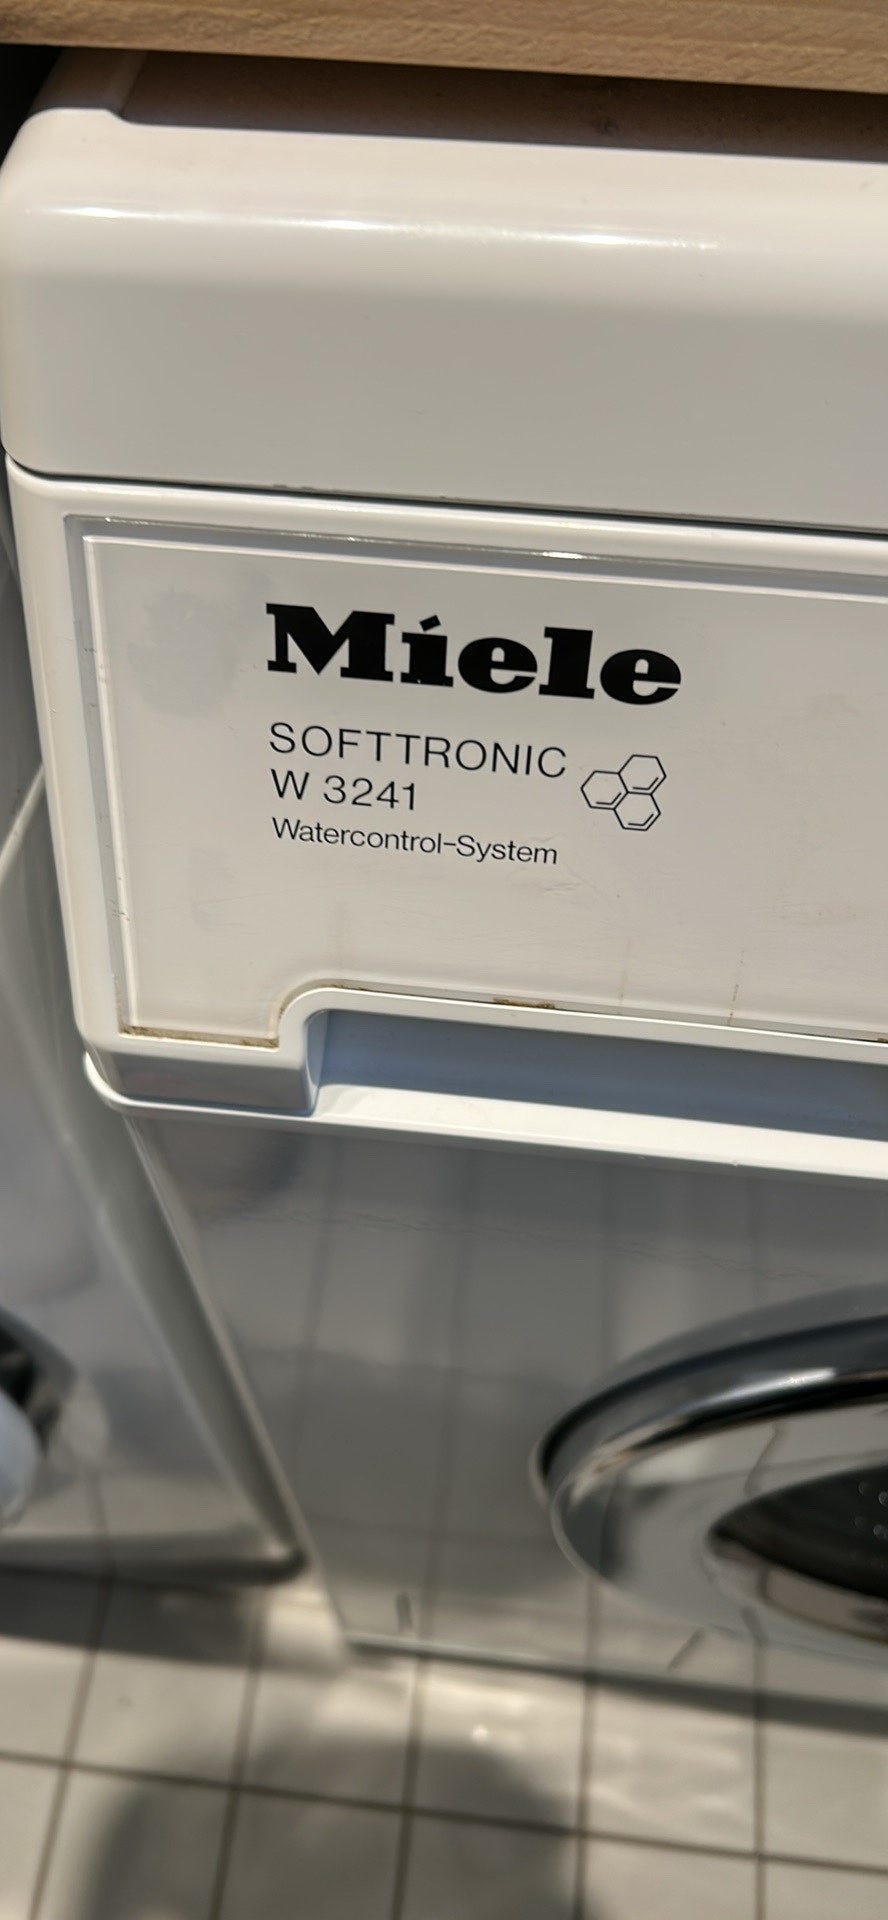 Miele
SOFTTRONIC
W 3241
Watercontrol-System